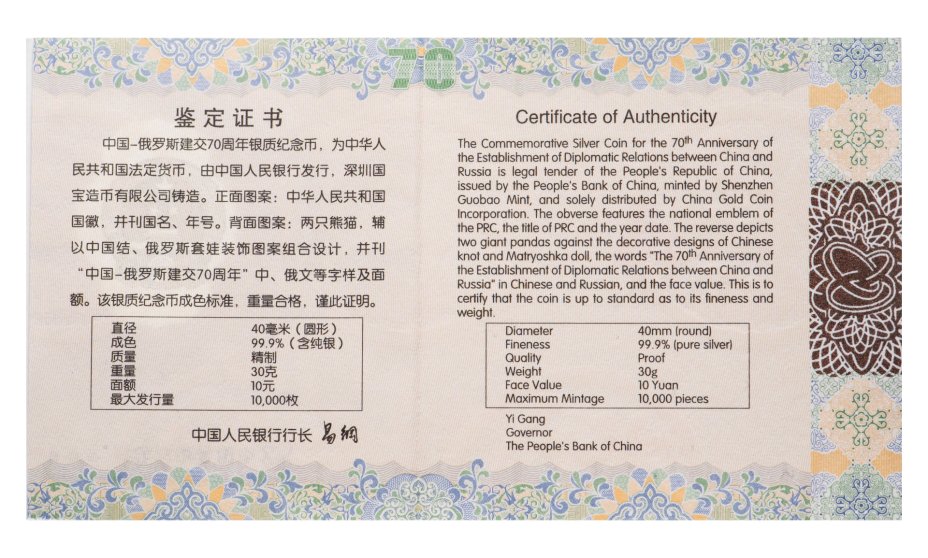 70
鉴定证书
中国-俄罗斯建交70周年银质纪念币，为中华人
民共和国法定货币，由中国人民银行发行，深圳国
宝造币有限公司铸造。正面图案：中华人民共和国
国徽，并刊国名、年号。背面图案：两只熊猫，辅
以中国结、俄罗斯套娃装饰图案组合设计，并刊
“中国-俄罗斯建交70周年”中、俄文等字样及面
额。该银质纪念币成色标准，重量合格，谨此证明。
直径 40毫米（圆形）
成色 99.9%（含纯银）
质量 精制
重量 30克
面额 10元
最大发行量 10,000枚
中国人民银行行长 易纲
Certificate of Authenticity
The Commemorative Silver Coin for the 70th Anniversary of
the Establishment of Diplomatic Relations between China and
Russia is legal tender of the People's Republic of China,
issued by the People's Bank of China, minted by Shenzhen
Guobao Mint, and solely distributed by China Gold Coin
Incorporation. The obverse features the national emblem of
the PRC, the title of PRC and the year date. The reverse depicts
two giant pandas against the decorative designs of Chinese
knot and Matryoshka doll, the words "The 70th Anniversary of
the Establishment of Diplomatic Relations between China and
Russia" in Chinese and Russian, and the face value. This is to
certify that the coin is up to standard as to its fineness and
weight.
Diameter 40mm (round)
Fineness 99.9% (pure silver)
Quality Proof
Weight 30g
Face Value 10 Yuan
Maximum Mintage 10,000 pieces
Yi Gang
Governor
The People's Bank of China